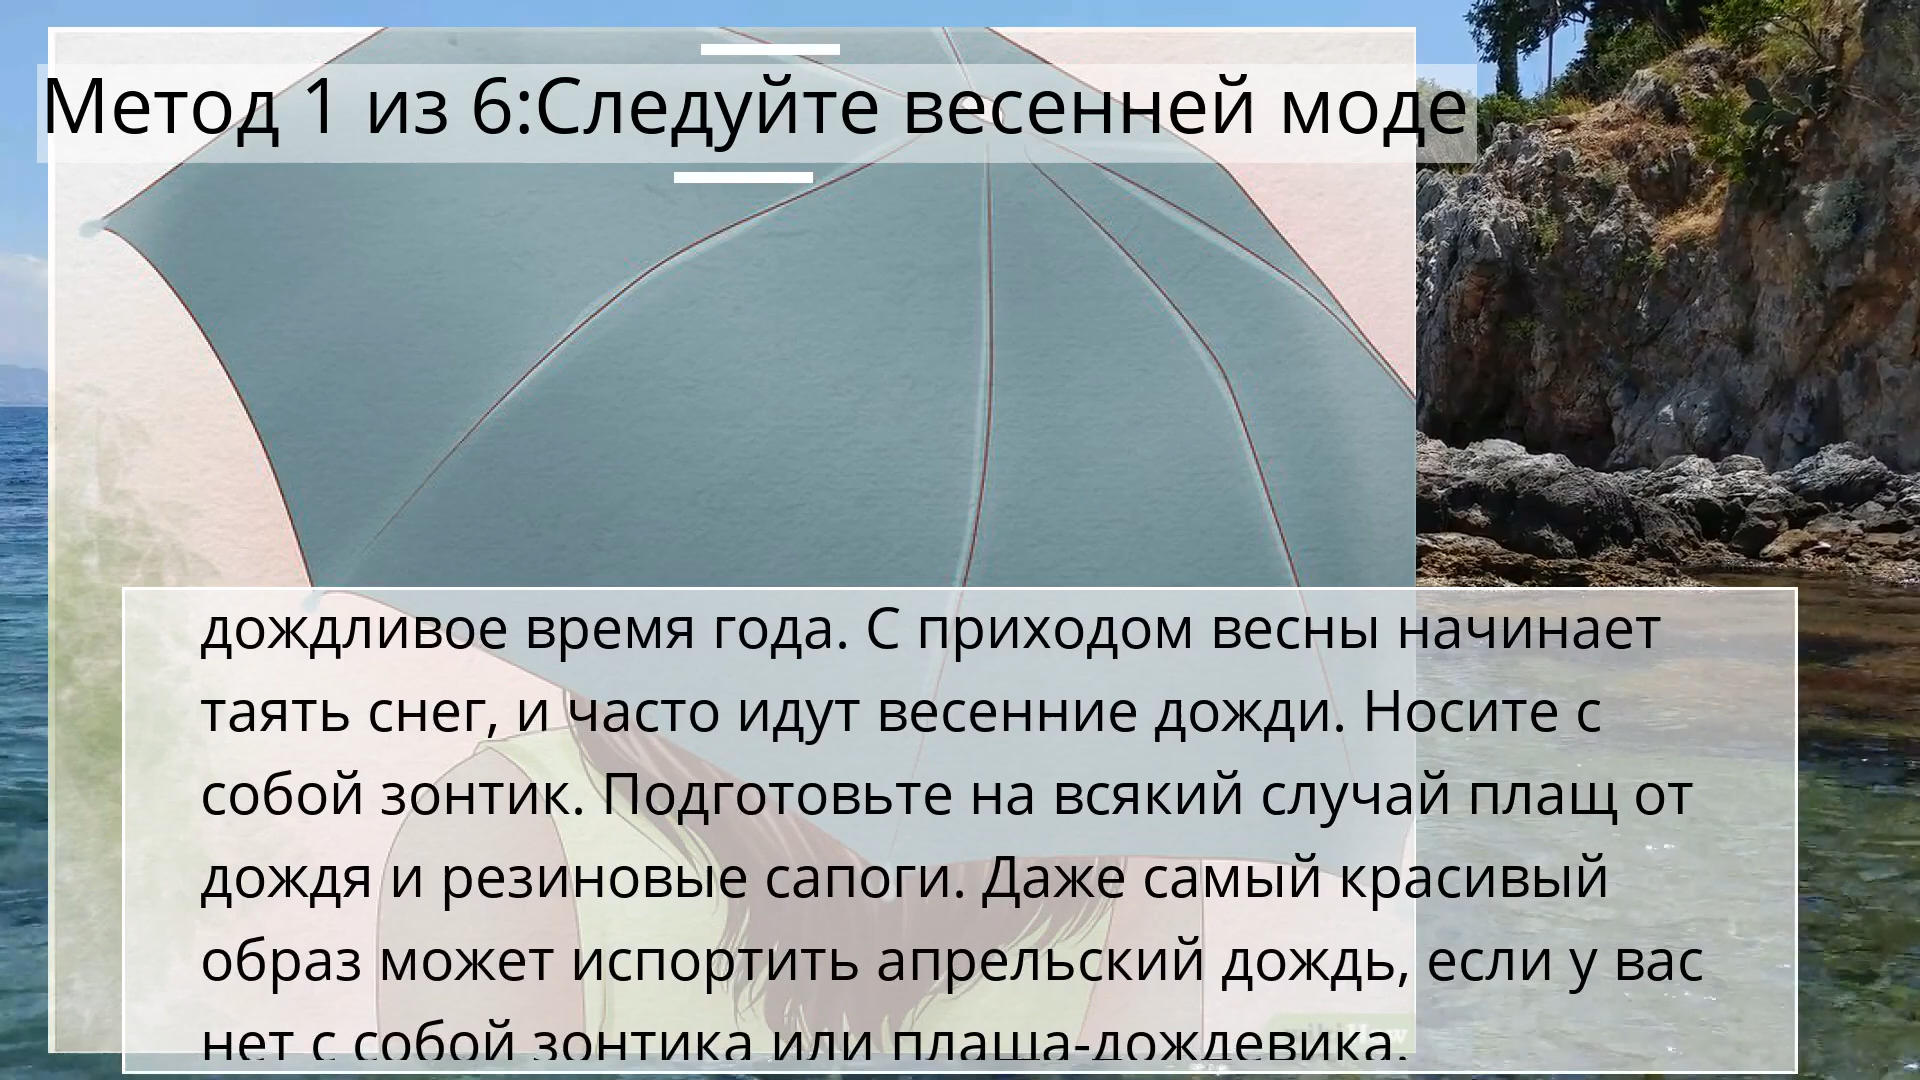 Метод 1 из 6:Следуйте весенней моде
дождливое время года. С приходом весны начинает
таять снег, и часто идут весенние дожди. Носите с
собой зонтик. Подготовьте на всякий случай плащ от
дождя и резиновые сапоги. Даже самый красивый
образ может испортить апрельский дождь, если у вас
нет с собой зонтика или плаща-дождевика.
wikiHow